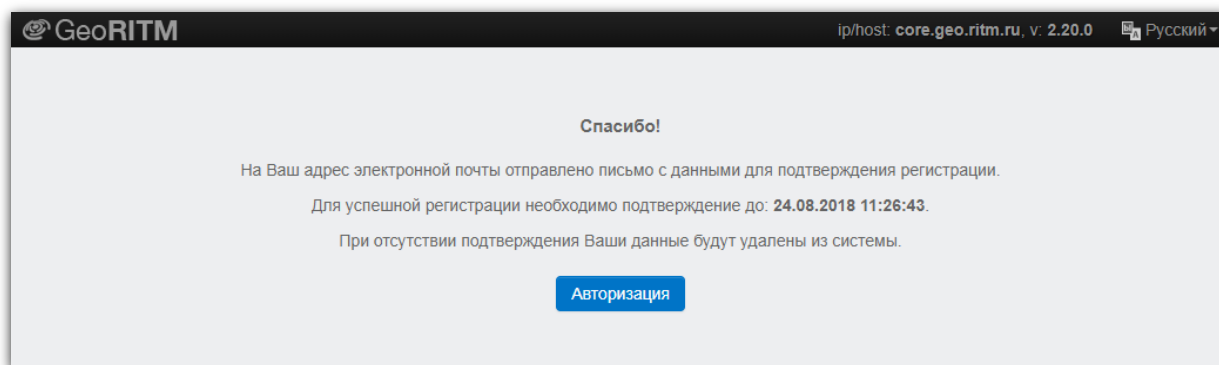 GeoRITM
ip/host: core.geo.ritm.ru, v: 2.20.0
Русский
Спасибо!
На Ваш адрес электронной почты отправлено письмо с данными для подтверждения регистрации.
Для успешной регистрации необходимо подтверждение до: 24.08.2018 11:26:43.
При отсутствии подтверждения Ваши данные будут удалены из системы.
Авторизация